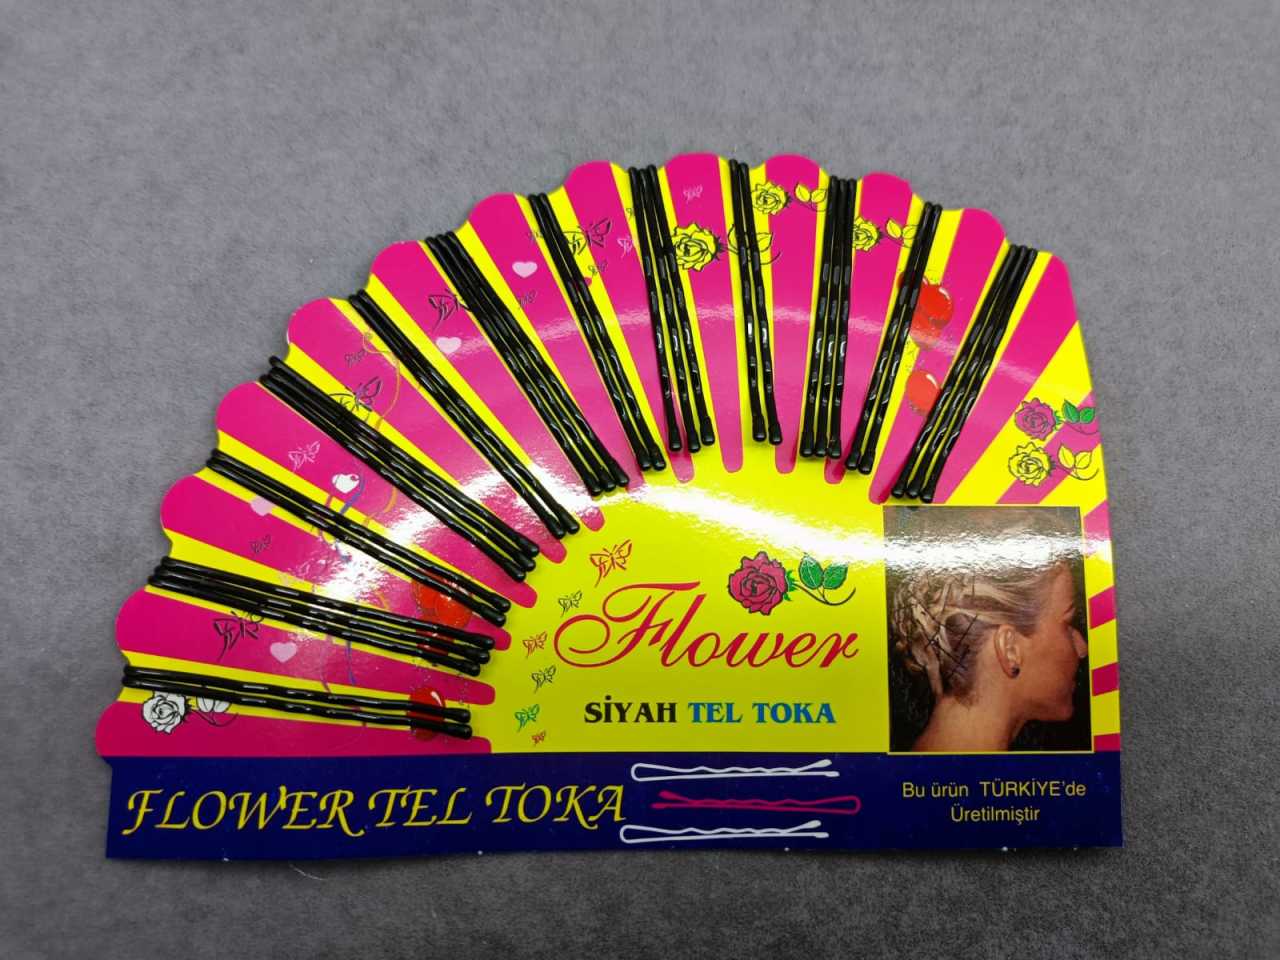 Flower
SİYAH TEL TOKA
FLOWER TEL TOKA
Bu ürün TÜRKİYE'de
Üretilmiştir